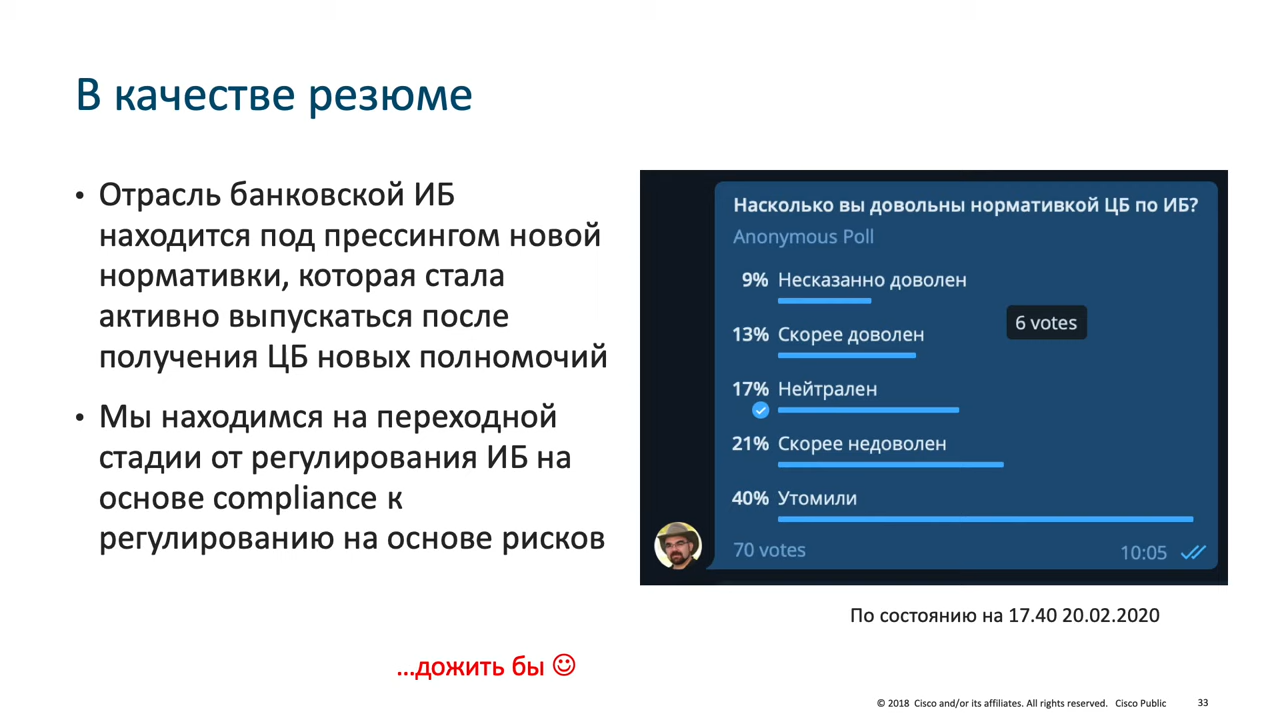 В качестве резюме
• Отрасль банковской ИБ
находится под прессингом новой
нормативки, которая стала
активно выпускаться после
получения ЦБ новых полномочий
• Мы находимся на переходной
стадии от регулирования ИБ на
основе compliance к
регулированию на основе рисков
...дожить бы ☺
Насколько вы довольны нормативкой ЦБ по ИБ?
Anonymous Poll
9% Несказанно доволен
6 votes
13% Скорее доволен
17% Нейтрален
21% Скорее недоволен
40% Утомили
70 votes 10:05
По состоянию на 17.40 20.02.2020
© 2018 Cisco and/or its affiliates. All rights reserved. Cisco Public 33